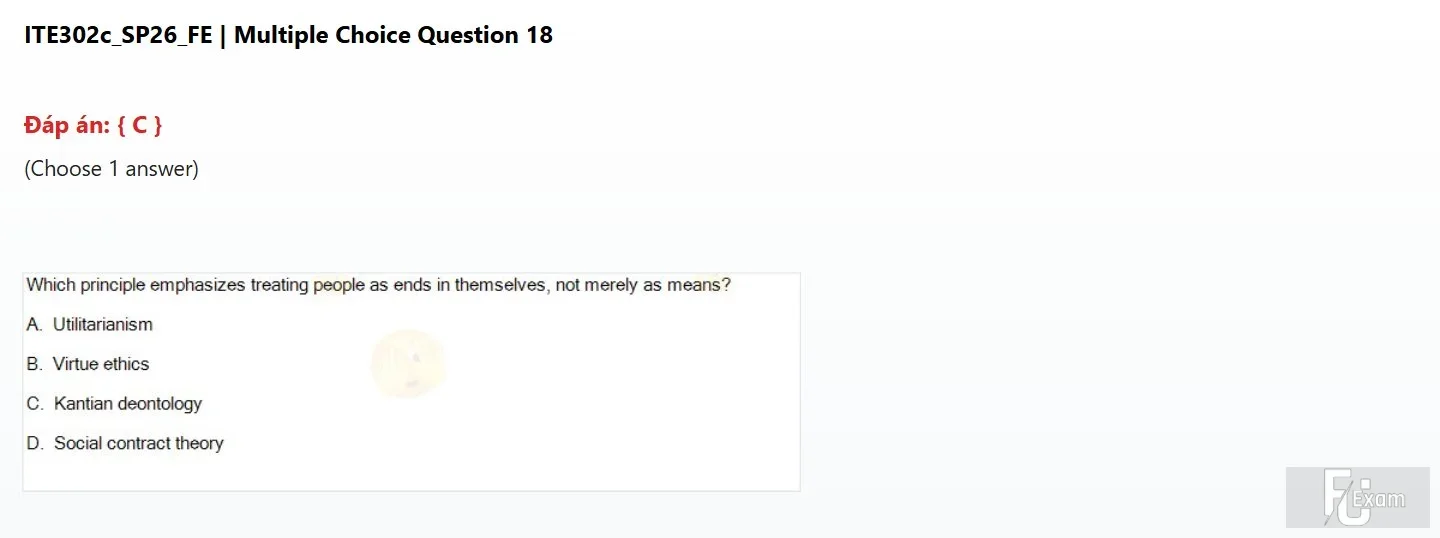 ITE302c_SP26_FE | Multiple Choice Question 18
Đáp án: { C }
(Choose 1 answer)
Which principle emphasizes treating people as ends in themselves, not merely as means?
A. Utilitarianism
B. Virtue ethics
C. Kantian deontology
D. Social contract theory
FU Exam